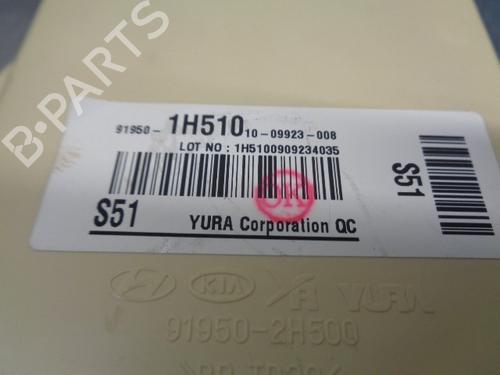 B-PARTS
91950-1H510 10-09923-008
LOT NO : 1H5100909234035
OK
S51 YURA Corporation QC
S51
KIA YURA
91950-2H500